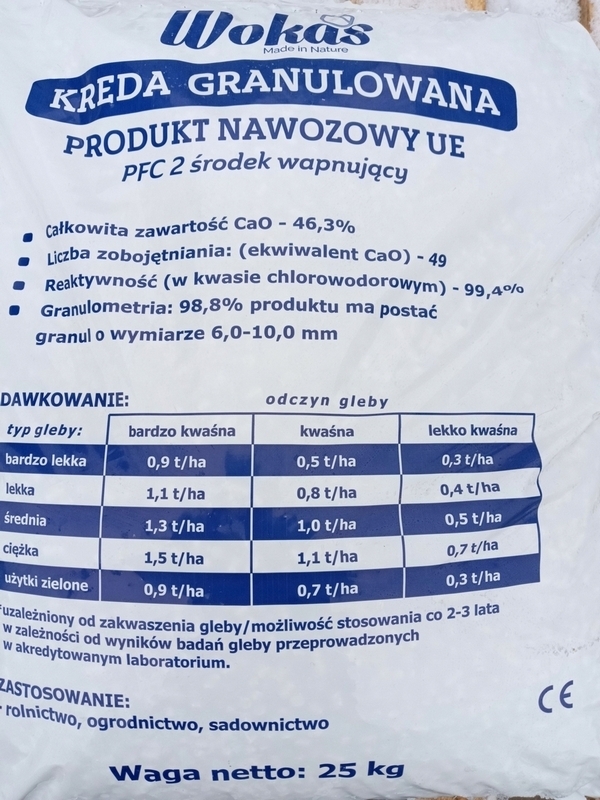 Wokas
Made in Nature
KREDA GRANULOWANA
PRODUKT NAWOZOWY UE
PFC 2 środek wapnujący
Całkowita zawartość CaO - 46,3%
Liczba zobojętniania: (ekwiwalent CaO) - 49
Reaktywność (w kwasie chlorowodorowym) - 99,4%
Granulometria: 98,8% produktu ma postać
granul o wymiarze 6,0-10,0 mm
DAWKOWANIE: odczyn gleby
typ gleby: bardzo kwaśna kwaśna lekko kwaśna
bardzo lekka 0,9 t/ha 0,5 t/ha 0,3 t/ha
lekka 1,1 t/ha 0,8 t/ha 0,4 t/ha
średnia 1,3 t/ha 1,0 t/ha 0,5 t/ha
ciężka 1,5 t/ha 1,1 t/ha 0,7 t/ha
użytki zielone 0,9 t/ha 0,7 t/ha 0,3 t/ha
*uzależniony od zakwaszenia gleby/możliwość stosowania co 2-3 lata
w zależności od wyników badań gleby przeprowadzonych
w akredytowanym laboratorium.
ZASTOSOWANIE:
- rolnictwo, ogrodnictwo, sadownictwo
CE
Waga netto: 25 kg